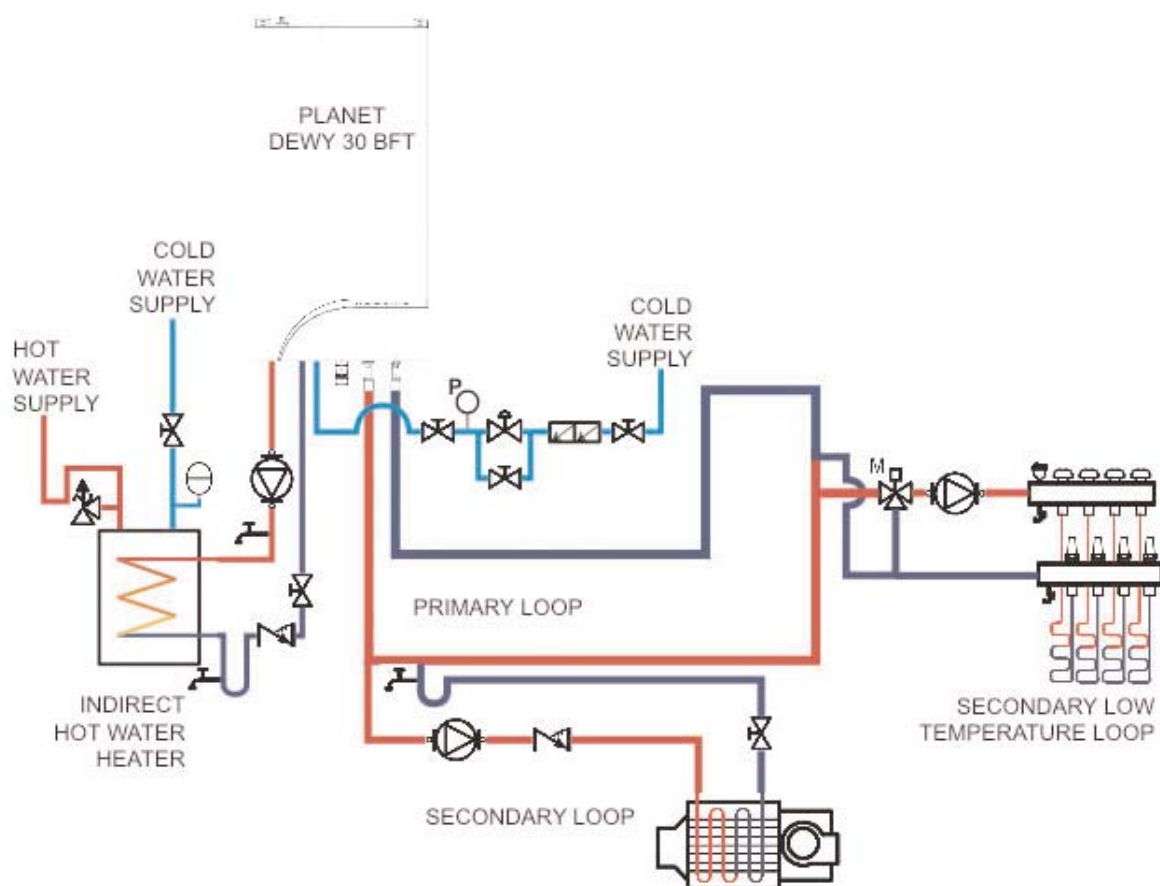 PLANET
DEWY 30 BFT
COLD
WATER
SUPPLY
HOT
WATER
SUPPLY
COLD
WATER
SUPPLY
P
M
PRIMARY LOOP
INDIRECT
HOT WATER
HEATER
SECONDARY LOW
TEMPERATURE LOOP
SECONDARY LOOP